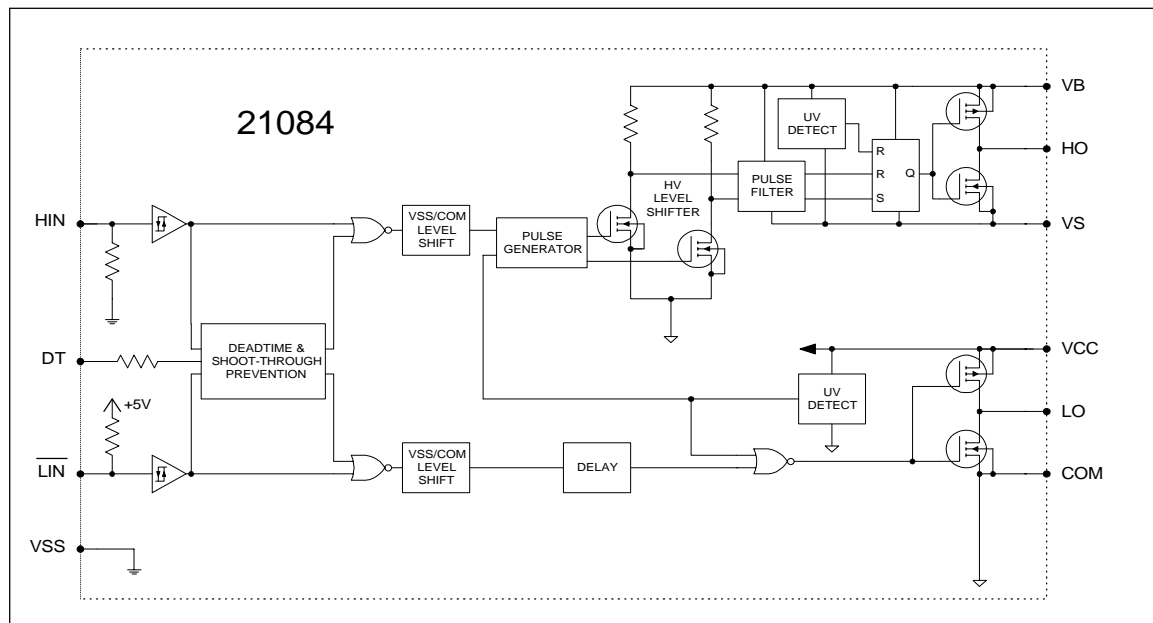 21084
VB
UV
DETECT
HO
R
R
Q
S
PULSE
FILTER
HV
LEVEL
SHIFTER
VS
HIN
VSS/COM
LEVEL
SHIFT
PULSE
GENERATOR
DT
DEADTIME &
SHOOT-THROUGH
PREVENTION
VCC
UV
DETECT
LO
+5V
LIN
VSS/COM
LEVEL
SHIFT
DELAY
COM
VSS